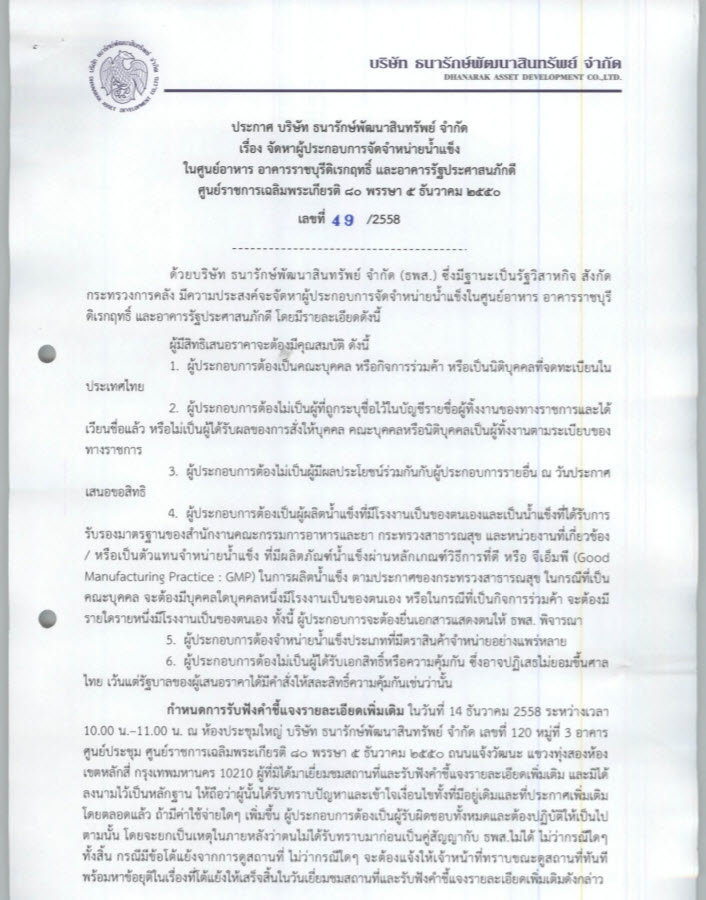 บริษัท ธนารักษ์พัฒนาสินทรัพย์ จำกัด
DHANARAK ASSET DEVELOPMENT CO.,LTD.
ประกาศ บริษัท ธนารักษ์พัฒนาสินทรัพย์ จำกัด
เรื่อง จัดหาผู้ประกอบการจัดจำหน่ายน้ำแข็ง
ในศูนย์อาหาร อาคารราชบุรีดิเรกฤทธิ์ และอาคารรัฐประศาสนภักดี
ศูนย์ราชการเฉลิมพระเกียรติ ๘๐ พรรษา ๕ ธันวาคม ๒๕๕๐
เลขที่ 49 /2558
ด้วยบริษัท ธนารักษ์พัฒนาสินทรัพย์ จำกัด (ธพส.) ซึ่งมีฐานะเป็นรัฐวิสาหกิจ สังกัด
กระทรวงการคลัง มีความประสงค์จะจัดหาผู้ประกอบการจัดจำหน่ายน้ำแข็งในศูนย์อาหาร อาคารราชบุรี
ดิเรกฤทธิ์ และอาคารรัฐประศาสนภักดี โดยมีรายละเอียดดังนี้
ผู้มีสิทธิเสนอราคาจะต้องมีคุณสมบัติ ดังนี้
1. ผู้ประกอบการต้องเป็นคณะบุคคล หรือกิจการร่วมค้า หรือเป็นนิติบุคคลที่จดทะเบียนใน
ประเทศไทย
2. ผู้ประกอบการต้องไม่เป็นผู้ที่ถูกระบุชื่อไว้ในบัญชีรายชื่อผู้ทิ้งงานของทางราชการและได้
เวียนชื่อแล้ว หรือไม่เป็นผู้ได้รับผลของการสั่งให้บุคคล คณะบุคคลหรือนิติบุคคลเป็นผู้ทิ้งงานตามระเบียบของ
ทางราชการ
3. ผู้ประกอบการต้องไม่เป็นผู้มีผลประโยชน์ร่วมกันกับผู้ประกอบการรายอื่น ณ วันประกาศ
เสนอขอสิทธิ
4. ผู้ประกอบการต้องเป็นผู้ผลิตน้ำแข็งที่มีโรงงานเป็นของตนเองและเป็นน้ำแข็งที่ได้รับการ
รับรองมาตรฐานของสำนักงานคณะกรรมการอาหารและยา กระทรวงสาธารณสุข และหน่วยงานที่เกี่ยวข้อง
/ หรือเป็นตัวแทนจำหน่ายน้ำแข็ง ที่มีผลิตภัณฑ์น้ำแข็งผ่านหลักเกณฑ์วิธีการที่ดี หรือ จีเอ็มพี (Good
Manufacturing Practice : GMP) ในการผลิตน้ำแข็ง ตามประกาศของกระทรวงสาธารณสุข ในกรณีที่เป็น
คณะบุคคล จะต้องมีบุคคลใดบุคคลหนึ่งมีโรงงานเป็นของตนเอง หรือในกรณีที่เป็นกิจการร่วมค้า จะต้องมี
รายใดรายหนึ่งมีโรงงานเป็นของตนเอง ทั้งนี้ ผู้ประกอบการจะต้องยื่นเอกสารแสดงตนให้ ธพส. พิจารณา
5. ผู้ประกอบการต้องจำหน่ายน้ำแข็งประเภทที่มีตราสินค้าจำหน่ายอย่างแพร่หลาย
6. ผู้ประกอบการต้องไม่เป็นผู้ได้รับเอกสิทธิ์หรือความคุ้มกัน ซึ่งอาจปฏิเสธไม่ยอมขึ้นศาล
ไทย เว้นแต่รัฐบาลของผู้เสนอราคาได้มีคำสั่งให้สละสิทธิ์ความคุ้มกันเช่นว่านั้น
กำหนดการรับฟังคำชี้แจงรายละเอียดเพิ่มเติม ในวันที่ 14 ธันวาคม 2558 ระหว่างเวลา
10.00 น.–11.00 น. ณ ห้องประชุมใหญ่ บริษัท ธนารักษ์พัฒนาสินทรัพย์ จำกัด เลขที่ 120 หมู่ที่ 3 อาคาร
ศูนย์ประชุม ศูนย์ราชการเฉลิมพระเกียรติ ๘๐ พรรษา ๕ ธันวาคม ๒๕๕๐ ถนนแจ้งวัฒนะ แขวงทุ่งสองห้อง
เขตหลักสี่ กรุงเทพมหานคร 10210 ผู้ที่มิได้มาเยี่ยมชมสถานที่และรับฟังคำชี้แจงรายละเอียดเพิ่มเติม และมิได้
ลงนามไว้เป็นหลักฐาน ให้ถือว่าผู้นั้นได้รับทราบปัญหาและเข้าใจเงื่อนไขทั้งที่มีอยู่เดิมและที่ประกาศเพิ่มเติม
โดยตลอดแล้ว ถ้ามีค่าใช้จ่ายใดๆ เพิ่มขึ้น ผู้ประกอบการต้องเป็นผู้รับผิดชอบทั้งหมดและต้องปฏิบัติให้เป็นไป
ตามนั้น โดยจะยกเป็นเหตุในภายหลังว่าตนไม่ได้รับทราบมาก่อนเป็นคู่สัญญากับ ธพส.ไม่ได้ ไม่ว่ากรณีใดๆ
ทั้งสิ้น กรณีมีข้อโต้แย้งจากการดูสถานที่ ไม่ว่ากรณีใดๆ จะต้องแจ้งให้เจ้าหน้าที่ทราบขณะดูสถานที่ทันที
พร้อมหาข้อยุติในเรื่องที่โต้แย้งให้เสร็จสิ้นในวันเยี่ยมชมสถานที่และรับฟังคำชี้แจงรายละเอียดเพิ่มเติมดังกล่าว